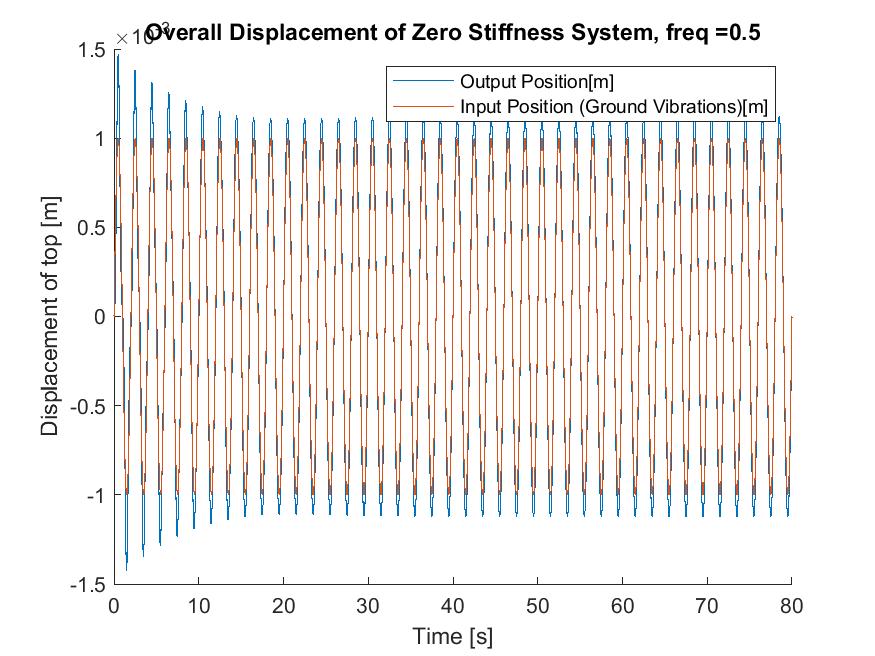 ×10-3
Overall Displacement of Zero Stiffness System, freq =0.5
Output Position[m]
Input Position (Ground Vibrations)[m]
1.5
1
0.5
0
-0.5
-1
-1.5
Displacement of top [m]
0 10 20 30 40 50 60 70 80
Time [s]